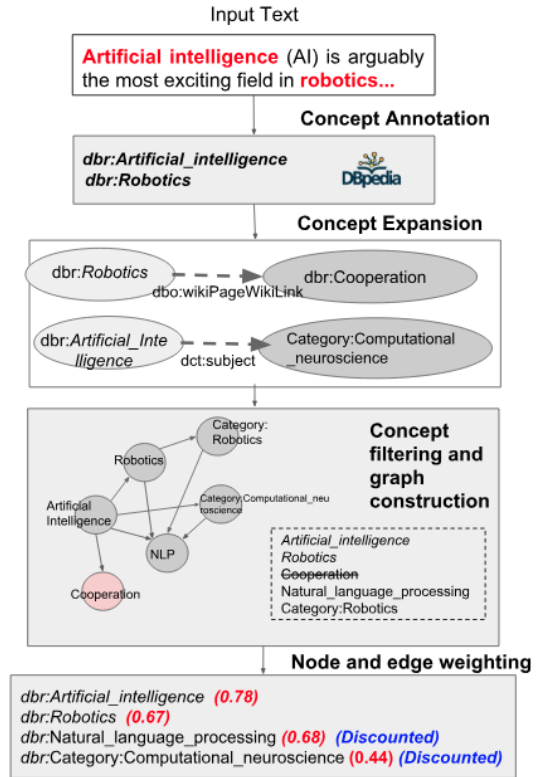 Input Text
Artificial intelligence (AI) is arguably
the most exciting field in robotics...
Concept Annotation
dbr:Artificial_intelligence
dbr:Robotics
DBpedia
Concept Expansion
dbr:Robotics
dbr:Cooperation
dbo:wikiPageWikiLink
dbr:Artificial_Inte
lligence
Category:Computational
_neuroscience
dct:subject
Concept
filtering and
graph
construction
Category:
Robotics
Robotics
Category:Computational_neu
roscience
Artificial
Intelligence
NLP
Cooperation
Artificial_intelligence
Robotics
Cooperation
Natural_language_processing
Category:Robotics
Node and edge weighting
dbr:Artificial_intelligence (0.78)
dbr:Robotics (0.67)
dbr:Natural_language_processing (0.68) (Discounted)
dbr:Category:Computational_neuroscience (0.44) (Discounted)